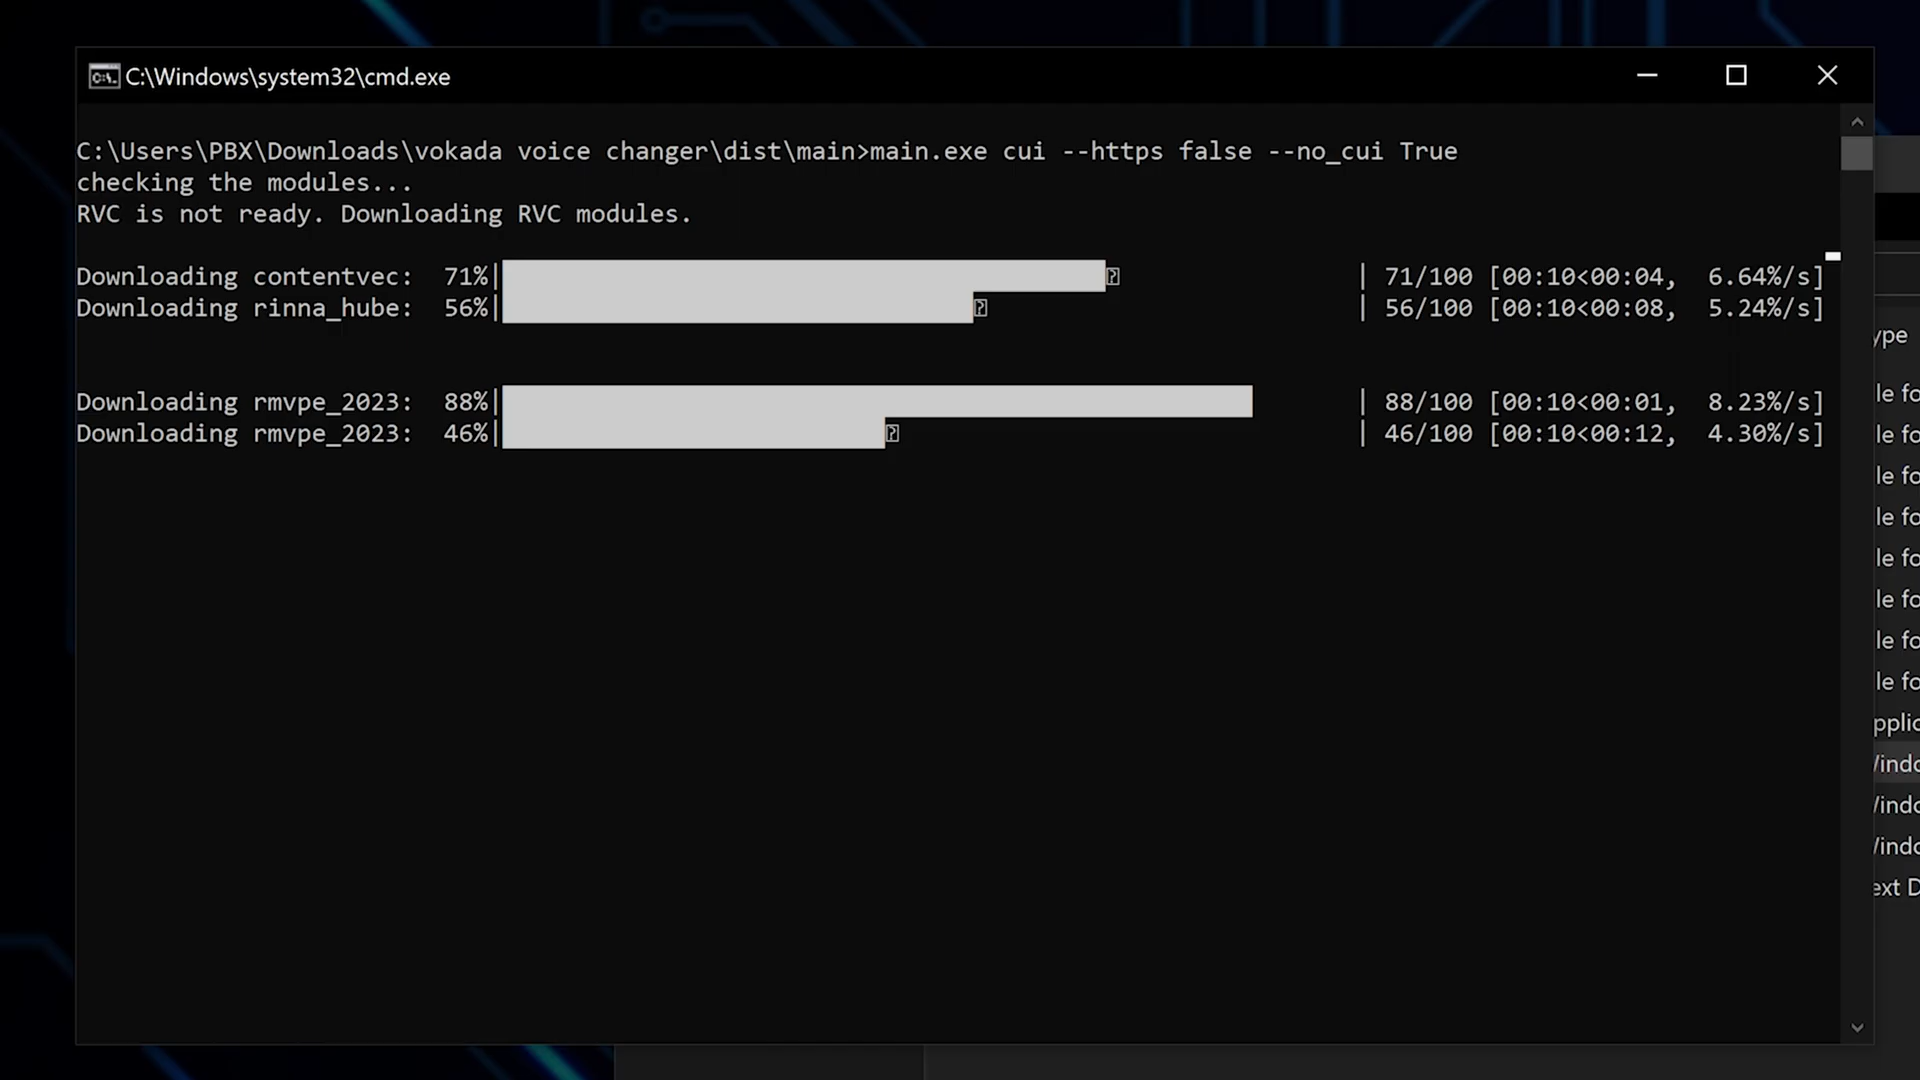 C:\Windows\system32\cmd.exe
C:\Users\PBX\Downloads\vokada voice changer\dist\main>main.exe cui --https false --no_cui True
checking the modules...
RVC is not ready. Downloading RVC modules.
Downloading contentvec:  71%| | 71/100 [00:10<00:04,  6.64%/s]
Downloading rinna_hube:  56%| | 56/100 [00:10<00:08,  5.24%/s]
Downloading rmvpe_2023:  88%| | 88/100 [00:10<00:01,  8.23%/s]
Downloading rmvpe_2023:  46%| | 46/100 [00:10<00:12,  4.30%/s]